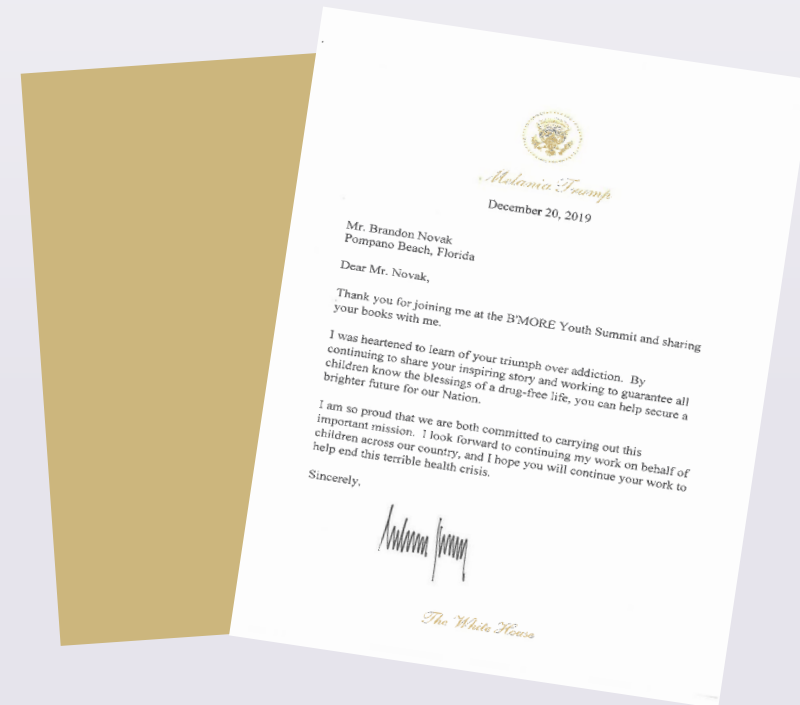 Melania Trump
December 20, 2019
Mr. Brandon Novak
Pompano Beach, Florida
Dear Mr. Novak,
Thank you for joining me at the B'MORE Youth Summit and sharing
your books with me.
I was heartened to learn of your triumph over addiction. By
continuing to share your inspiring story and working to guarantee all
children know the blessings of a drug-free life, you can help secure a
brighter future for our Nation.
I am so proud that we are both committed to carrying out this
important mission. I look forward to continuing my work on behalf of
children across our country, and I hope you will continue your work to
help end this terrible health crisis.
Sincerely,
The White House